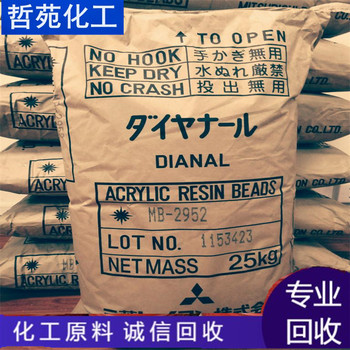 哲苑化工
TO OPEN
NO HOOK 手かぎ無用
KEEP DRY 水ぬれ厳禁
NO CRASH 投出無用
ダイヤナール
DIANAL
ACRYLIC RESIN BEADS
MB-2952
LOT NO. 1153423
NET MASS 25kg
专业
回收
化工原料 诚信回收